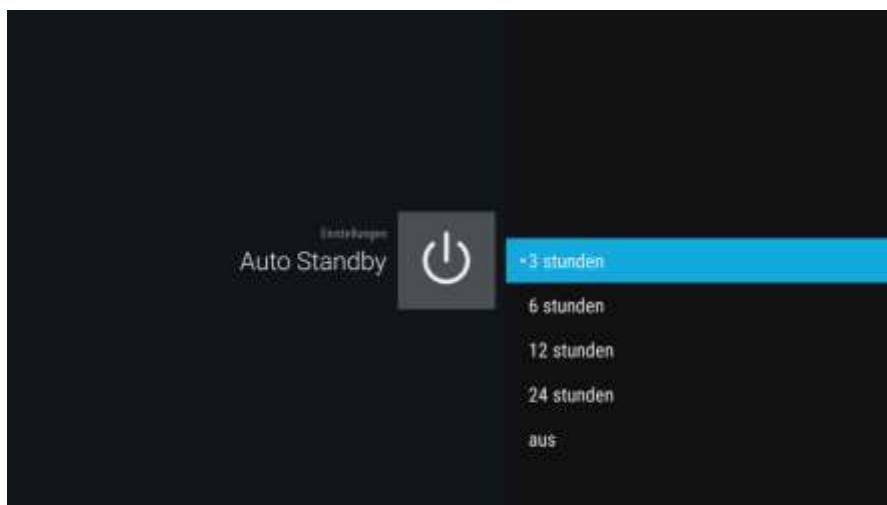 Einstellungen
Auto Standby
3 stunden
6 stunden
12 stunden
24 stunden
aus